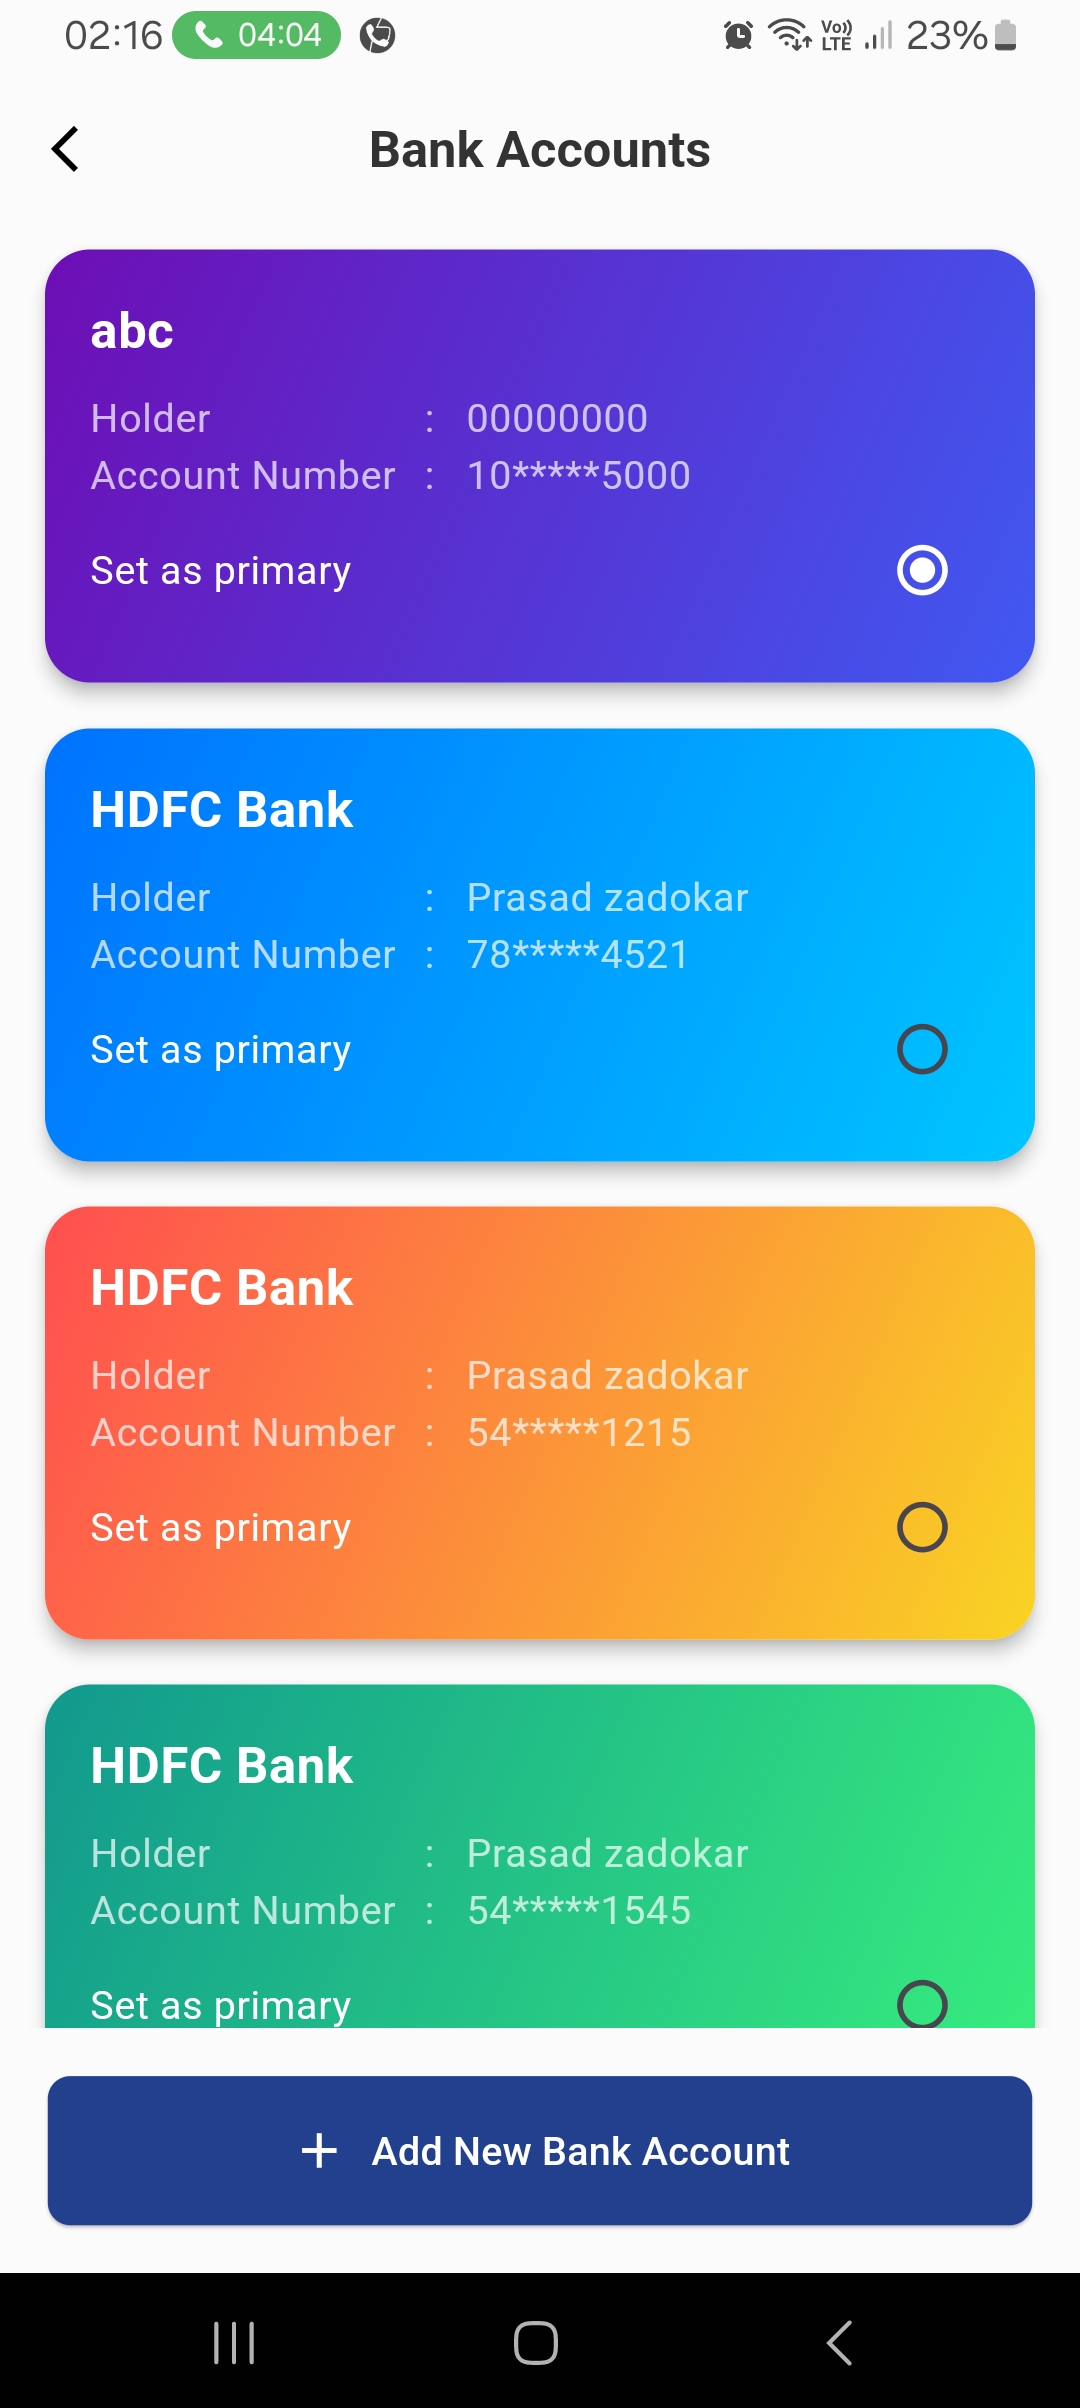 02:16 04:04 Vo)) LTE 23%
Bank Accounts
abc
Holder : 00000000
Account Number : 10*****5000
Set as primary
HDFC Bank
Holder : Prasad zadokar
Account Number : 78*****4521
Set as primary
HDFC Bank
Holder : Prasad zadokar
Account Number : 54*****1215
Set as primary
HDFC Bank
Holder : Prasad zadokar
Account Number : 54*****1545
Set as primary
+ Add New Bank Account